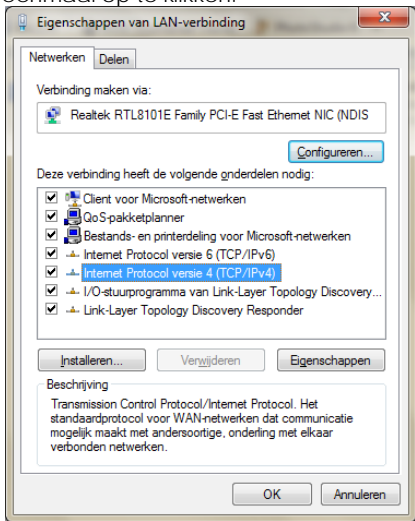 eenmaal op te klikken.
Eigenschappen van LAN-verbinding
Netwerken Delen
Verbinding maken via:
Realtek RTL8101E Family PCI-E Fast Ethernet NIC (NDIS
Configureren...
Deze verbinding heeft de volgende onderdelen nodig:
Client voor Microsoft-netwerken
QoS-pakketplanner
Bestands- en printerdeling voor Microsoft-netwerken
Internet Protocol versie 6 (TCP/IPv6)
Internet Protocol versie 4 (TCP/IPv4)
I/O-stuurprogramma van Link-Layer Topology Discovery...
Link-Layer Topology Discovery Responder
Installeren... Verwijderen Eigenschappen
Beschrijving
Transmission Control Protocol/Internet Protocol. Het
standaardprotocol voor WAN-netwerken dat communicatie
mogelijk maakt met andersoortige, onderling met elkaar
verbonden netwerken.
OK Annuleren